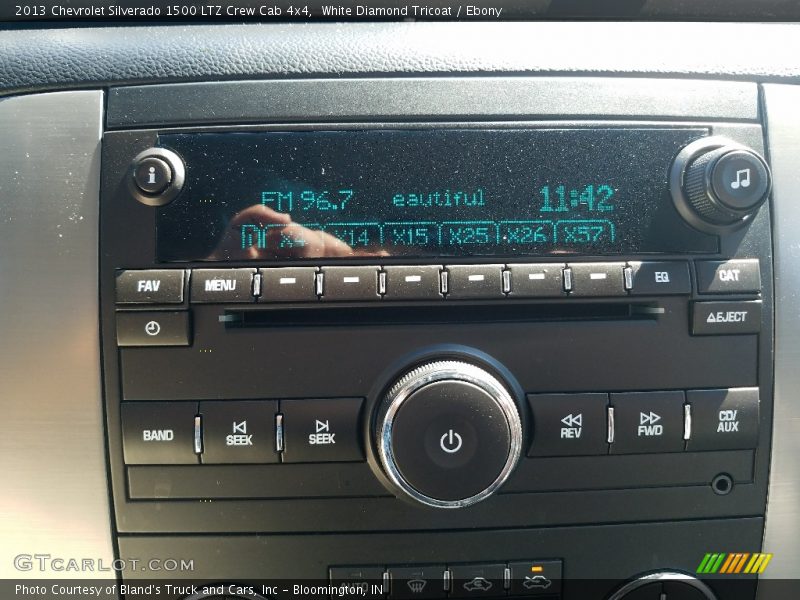 2013 Chevrolet Silverado 1500 LTZ Crew Cab 4x4, White Diamond Tricoat / Ebony
FM 96.7 eautiful 11:42
X4 X14 X15 X25 X26 X57
FAV MENU EQ CAT
EJECT
BAND SEEK SEEK REV FWD CD/AUX
AUTO
GTCarLot.com
Photo Courtesy of Bland's Truck and Cars, Inc - Bloomington, IN